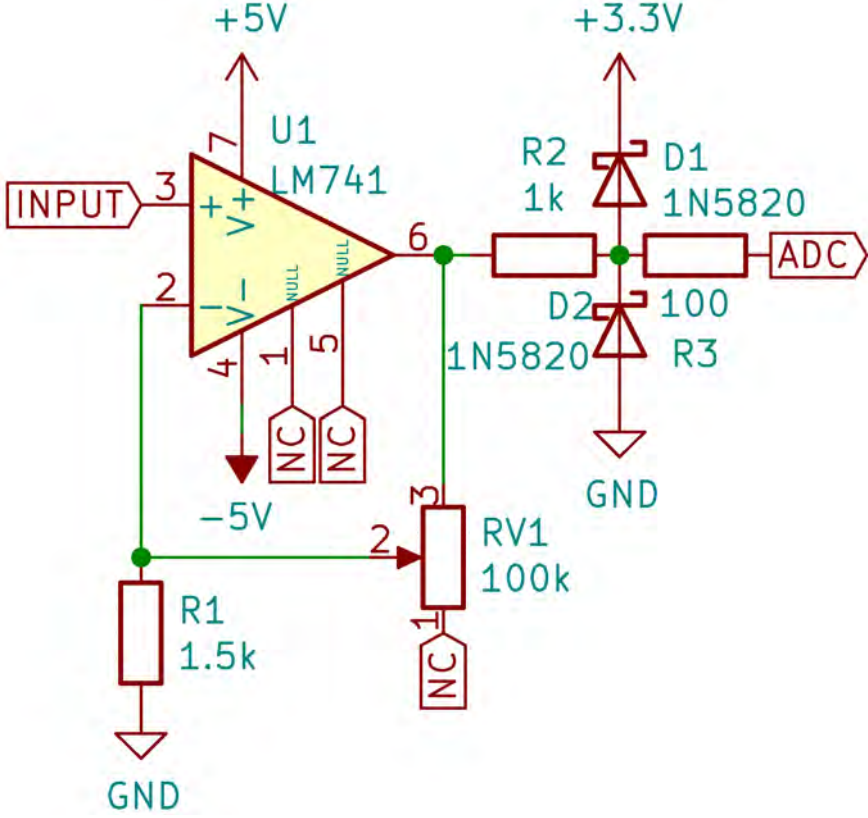 +5V
+3.3V
7
U1
LM741
R2
1k
D1
1N5820
INPUT
3
+
V+
NULL
NULL
6
ADC
2
−
V-
4
1
5
D2
1N5820
100
R3
NC
NC
-5V
GND
3
2
RV1
100k
1
NC
R1
1.5k
GND